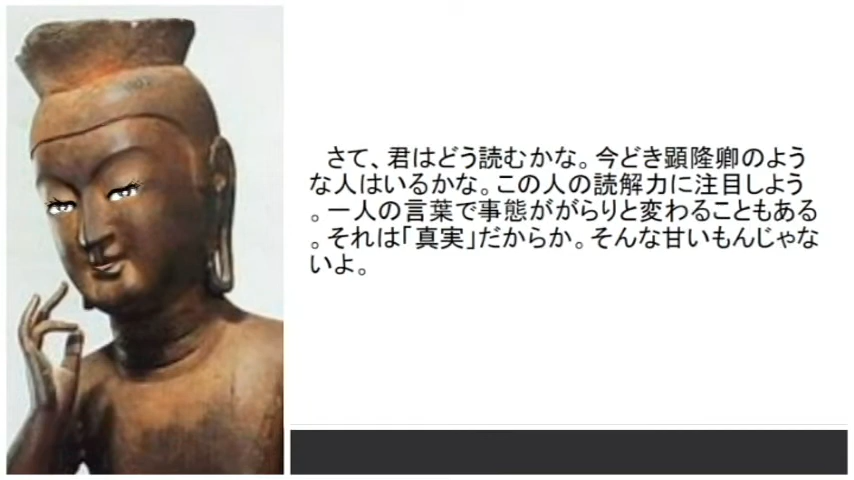 さて、君はどう読むかな。今どき顕隆卿のよう
な人はいるかな。この人の読解力に注目しよう
。一人の言葉で事態ががらりと変わることもある
。それは「真実」だからか。そんな甘いもんじゃな
いよ。